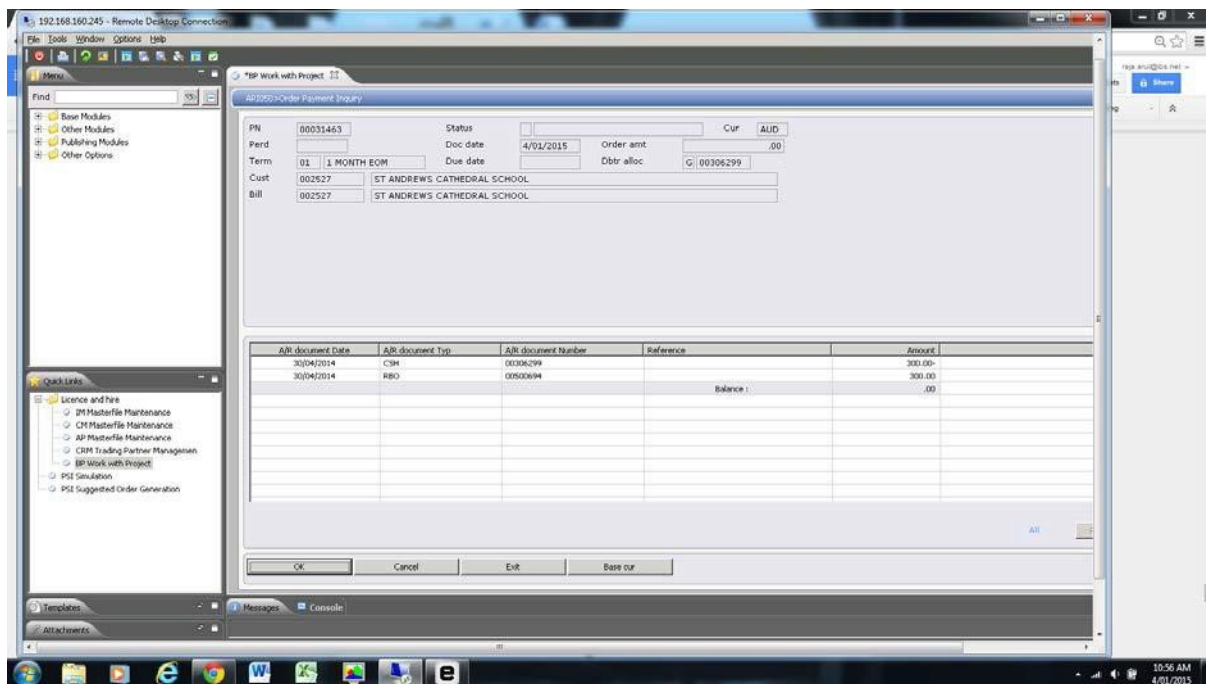 192.168.160.245 - Remote Desktop Connection
File Tools Window Options Help
Menu
Find
Base Modules
Other Modules
Publishing Modules
Other Options
Quick Links
Licence and hire
IM Masterfile Maintenance
CM Masterfile Maintenance
AP Masterfile Maintenance
CRM Trading Partner Managemen
BP Work with Project
PSI Simulation
PSI Suggested Order Generation
Templates
Attachments
*BP Work with Project
ARI050>Order Payment Inquiry
PN 00031463 Status Cur AUD
Perd Doc date 4/01/2015 Order amt .00
Term 01 1 MONTH EOM Due date Dbtr alloc G 00306299
Cust 002527 ST ANDREWS CATHEDRAL SCHOOL
Bill 002527 ST ANDREWS CATHEDRAL SCHOOL
A/R document Date A/R document Typ A/R document Number Reference Amount
30/04/2014 CSH 00306299 300.00-
30/04/2014 RBO 00500694 300.00
Balance : .00
All
OK Cancel Exit Base cur
Messages Console
Share
10:56 AM
4/01/2015